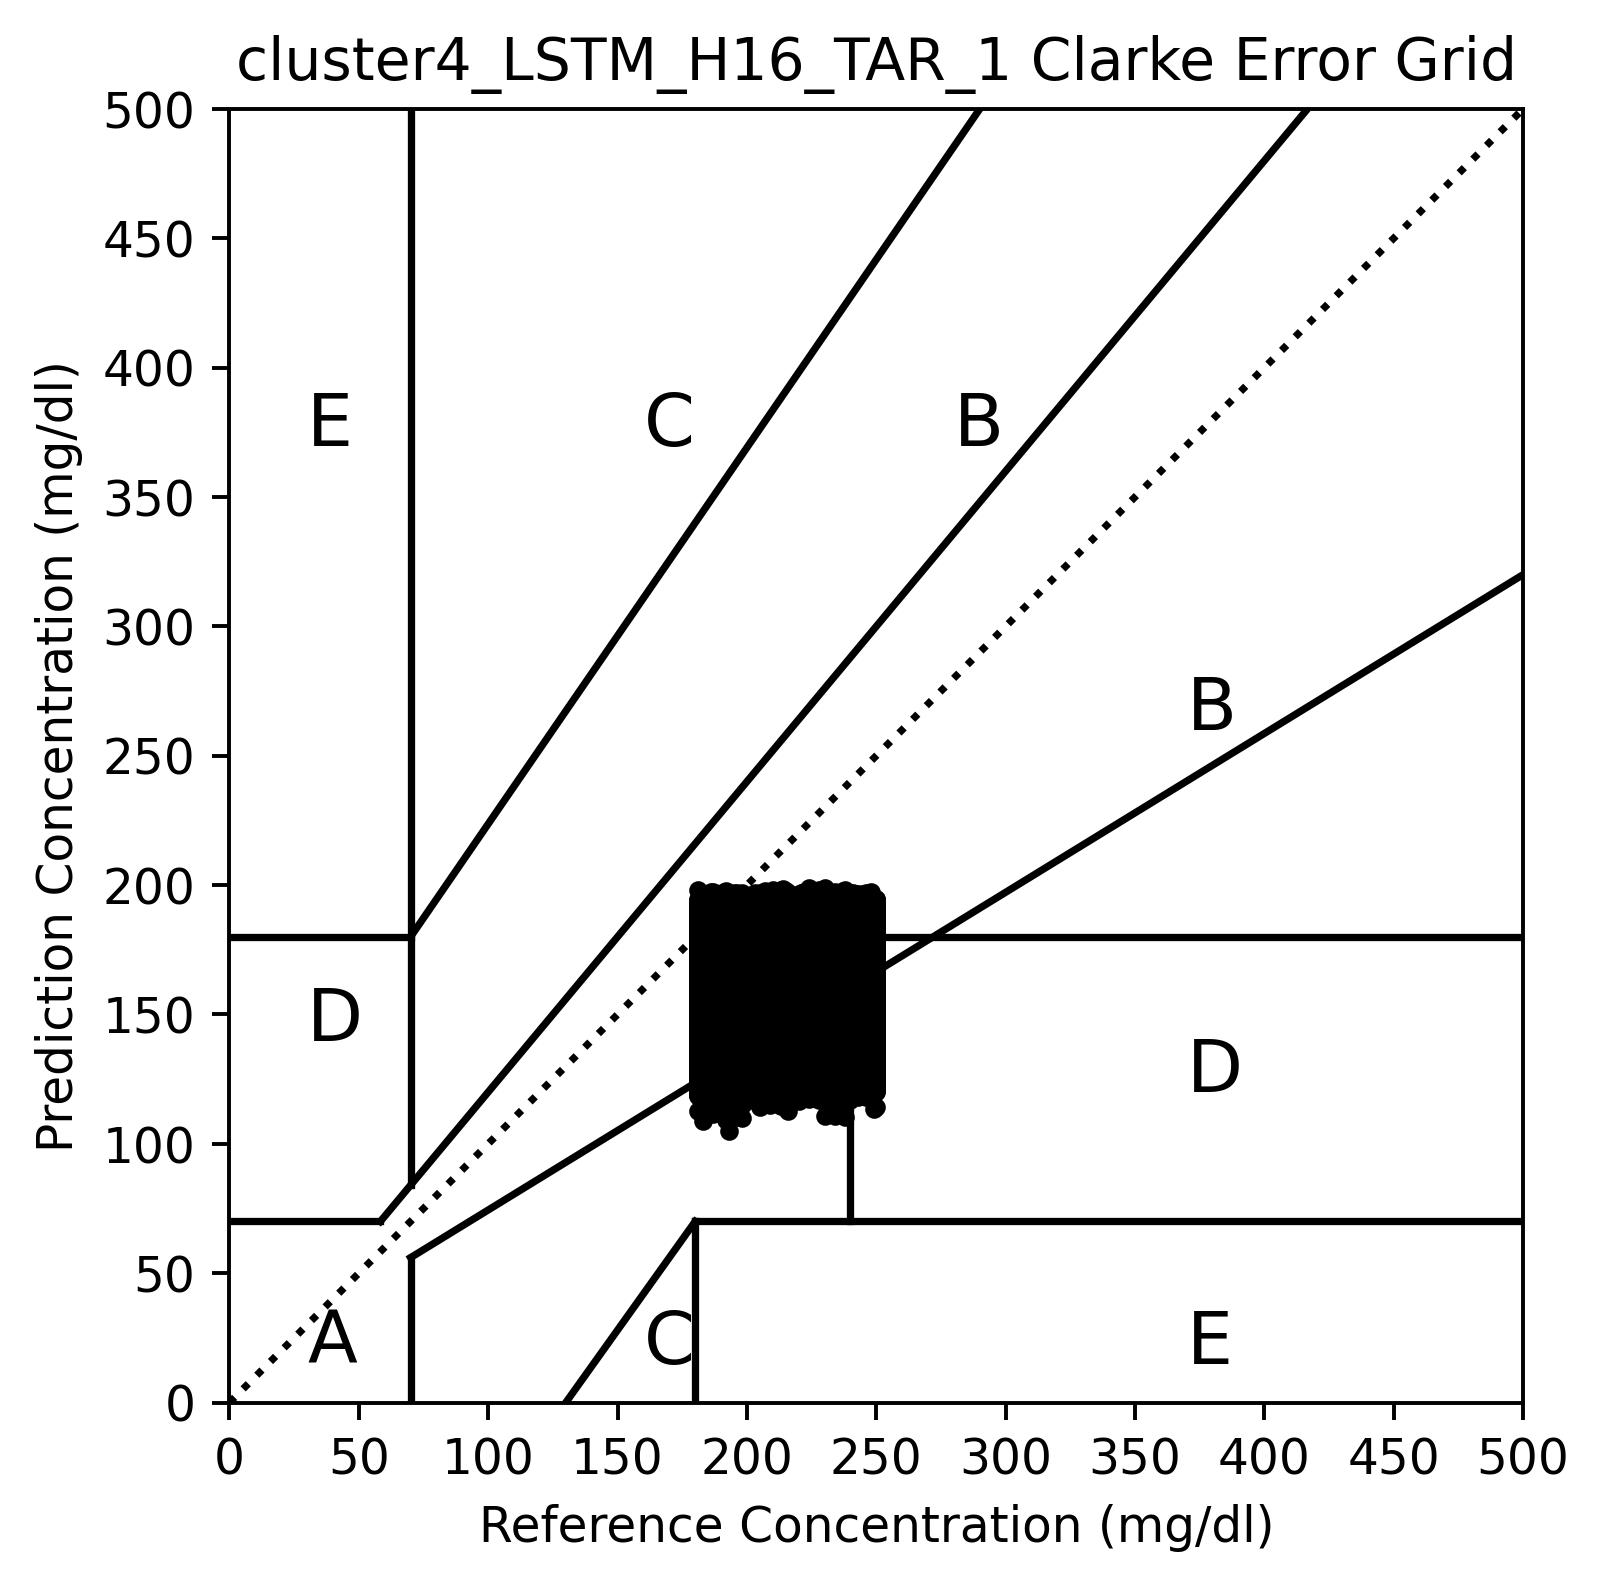 cluster4_LSTM_H16_TAR_1 Clarke Error Grid
500
450
400
350
300
250
200
150
100
50
0
Prediction Concentration (mg/dl)
E
C
B
B
D
D
A
C
E
0 50 100 150 200 250 300 350 400 450 500
Reference Concentration (mg/dl)